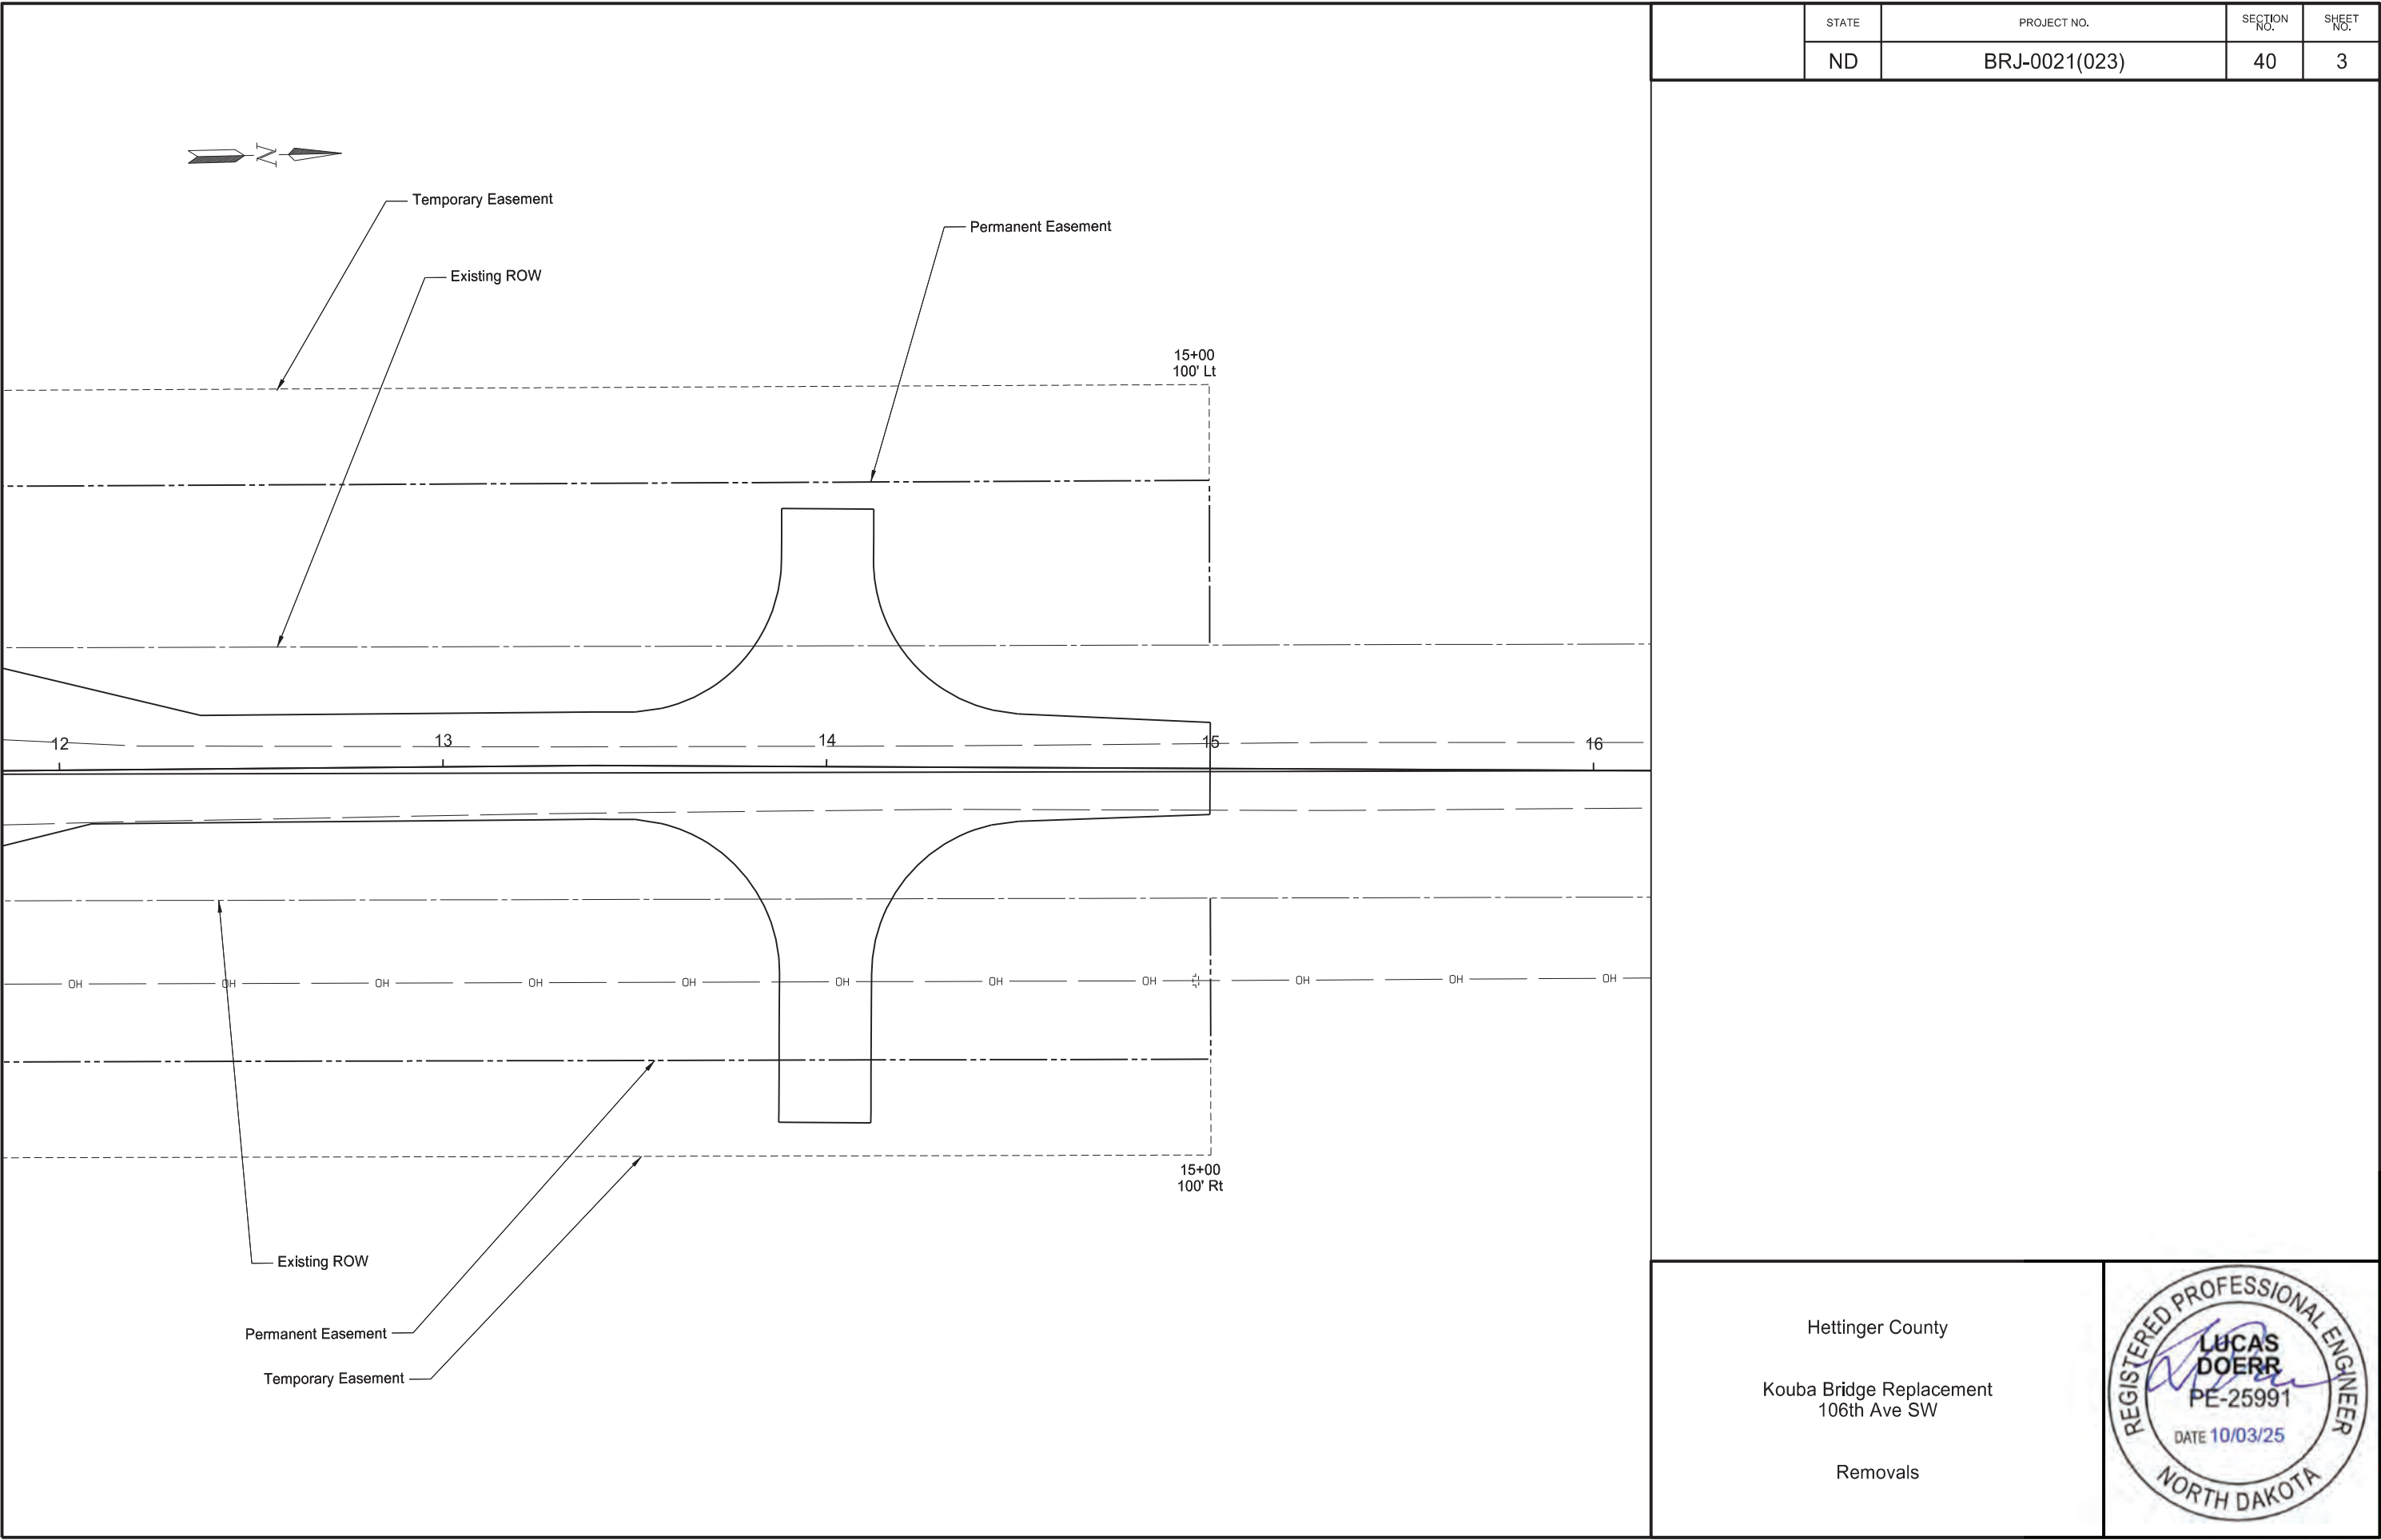 STATE
PROJECT NO.
SECTION NO.
SHEET NO.
ND
BRJ-0021(023)
40
3
N
Temporary Easement
Permanent Easement
Existing ROW
15+00
100' Lt
12
13
14
15
16
OH OH OH OH OH OH OH OH OH OH OH
15+00
100' Rt
Existing ROW
Permanent Easement
Temporary Easement
Hettinger County
Kouba Bridge Replacement
106th Ave SW
Removals
REGISTERED PROFESSIONAL ENGINEER
LUCAS
DOERR
PE-25991
DATE 10/03/25
NORTH DAKOTA